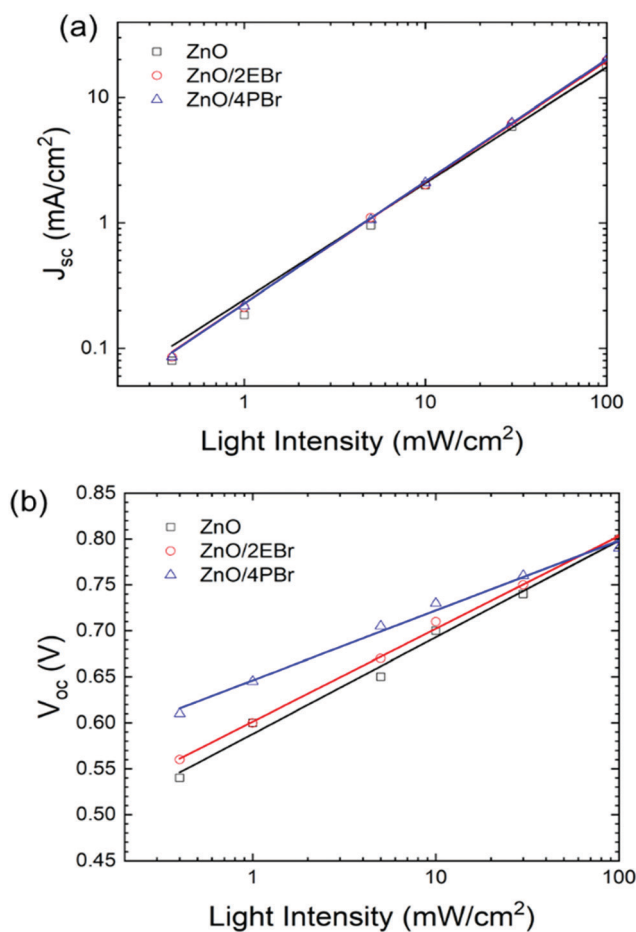 (a)
ZnO
ZnO/2EBr
ZnO/4PBr
10
1
0.1
J_sc (mA/cm²)
1 10 100
Light Intensity (mW/cm²)
(b)
0.85
ZnO
ZnO/2EBr
ZnO/4PBr
0.80
0.75
0.70
0.65
0.60
0.55
0.50
0.45
V_oc (V)
1 10 100
Light Intensity (mW/cm²)